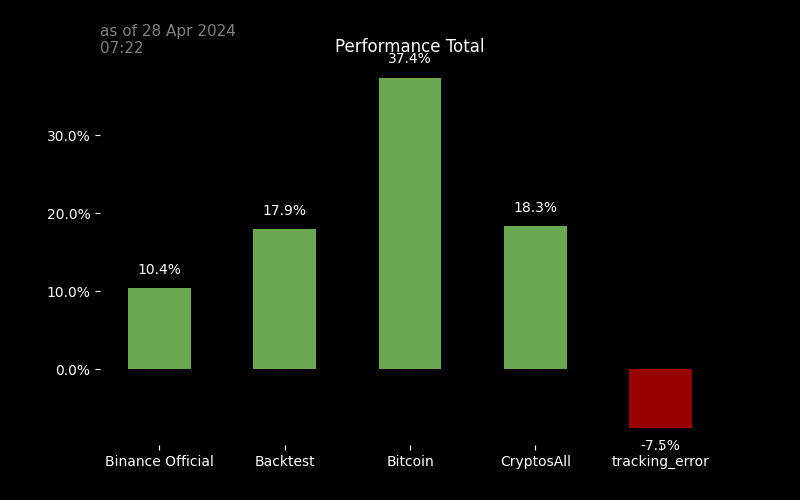 as of 28 Apr 2024
07:22
Performance Total
37.4%
30.0%
17.9%
18.3%
20.0%
10.4%
10.0%
0.0%
-7.5%
Binance Official
Backtest
Bitcoin
CryptosAll
tracking_error